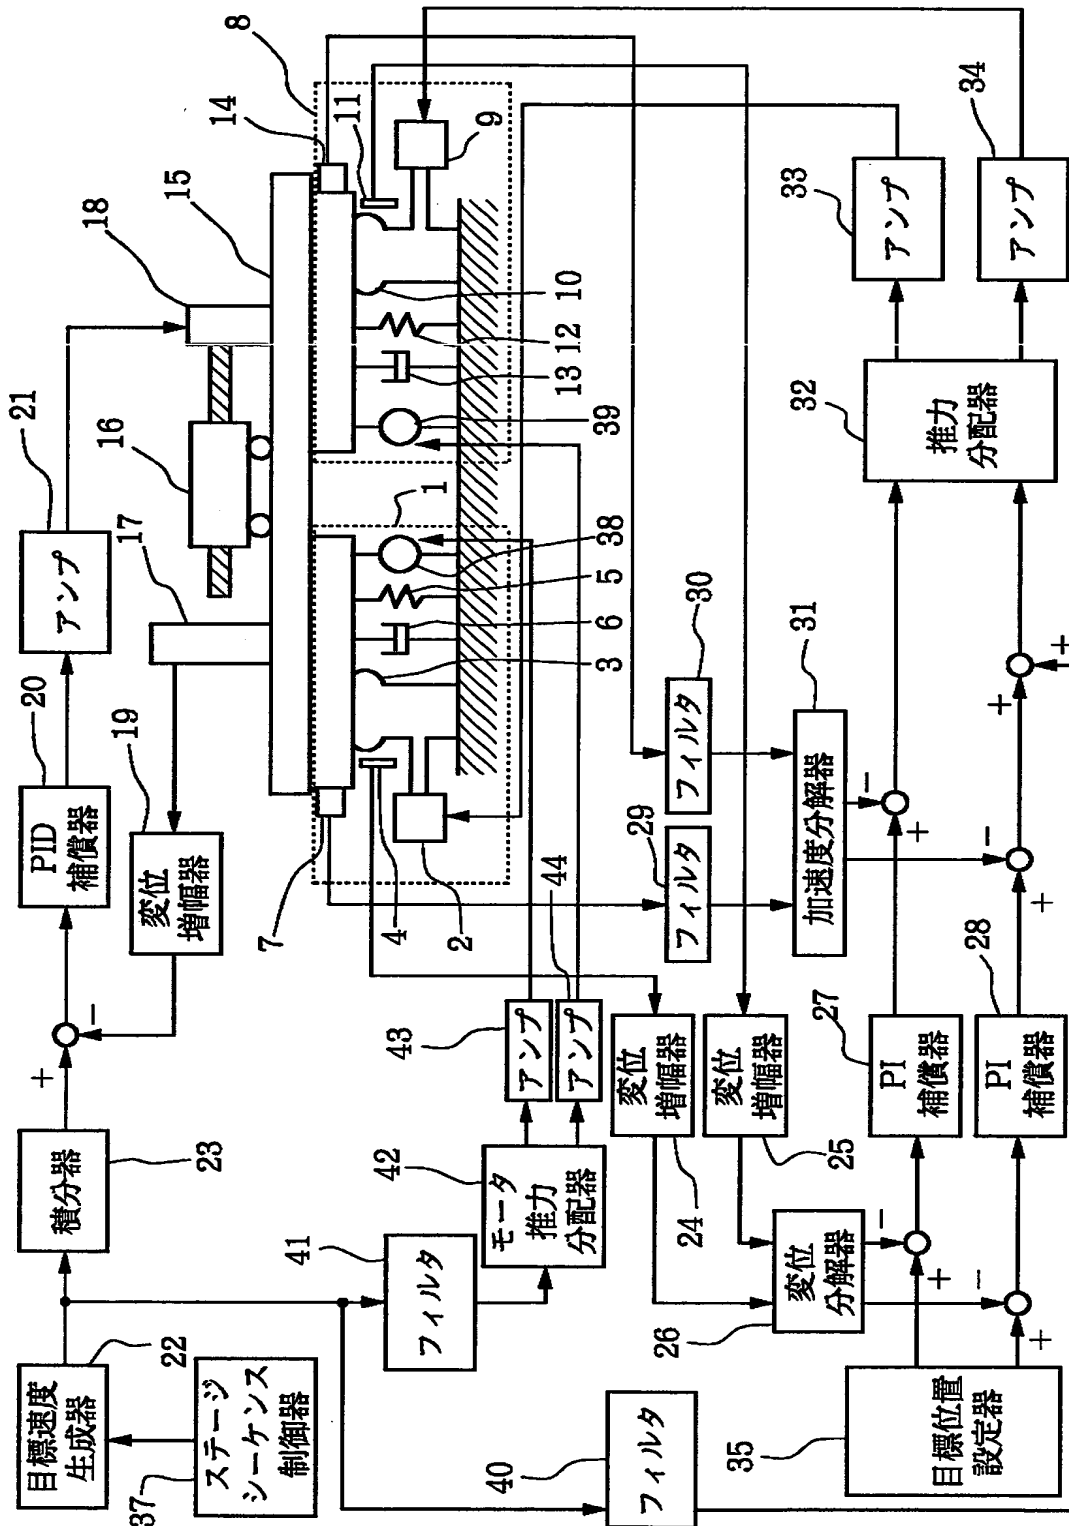 目標速度
生成器
22
ステージ
シーケンス
制御器
37
積分器
23
+
−
PID
補償器
20
変位
増幅器
19
アンプ
21
17
16
18
15
14
8
7
4
2
3
6
5
38
1
39
13
12
10
11
9
フィルタ
41
モータ
推力
分配器
42
アンプ
43
アンプ
44
フィルタ
40
変位
増幅器
24
変位
増幅器
25
変位
分解器
26
フィルタ
29
フィルタ
30
加速度分解器
31
目標位置
設定器
35
+
−
+
−
PI
補償器
27
PI
補償器
28
+
−
+
−
+
+
推力
分配器
32
アンプ
33
アンプ
34